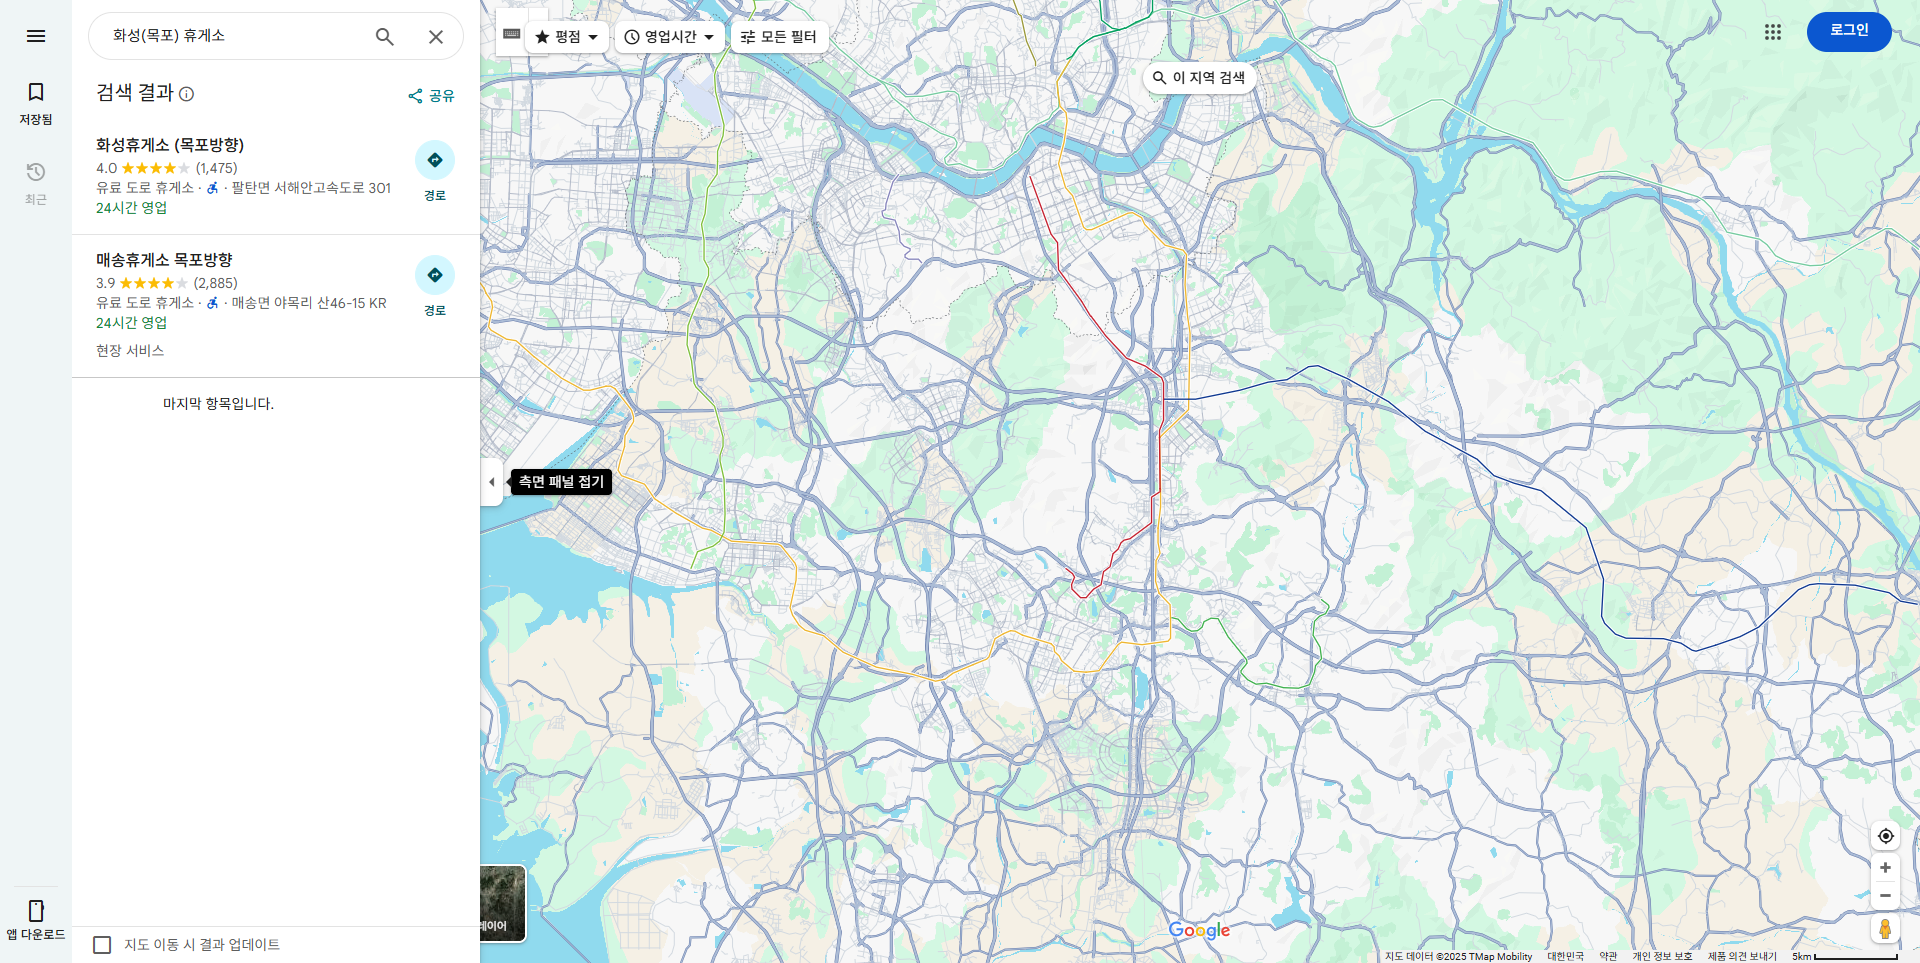 화성(목포) 휴게소
저장됨
최근
앱 다운로드
검색 결과
공유
화성휴게소 (목포방향)
4.0 ★★★★★ (1,475)
유료 도로 휴게소 · · 팔탄면 서해안고속도로 301
24시간 영업
경로
매송휴게소 목포방향
3.9 ★★★★★ (2,885)
유료 도로 휴게소 · · 매송면 야목리 산46-15 KR
24시간 영업
현장 서비스
경로
마지막 항목입니다.
지도 이동 시 결과 업데이트
평점
영업시간
모든 필터
이 지역 검색
로그인
측면 패널 접기
레이어
Google
지도 데이터 ©2025 TMap Mobility 대한민국 약관 개인 정보 보호 제품 의견 보내기 5km